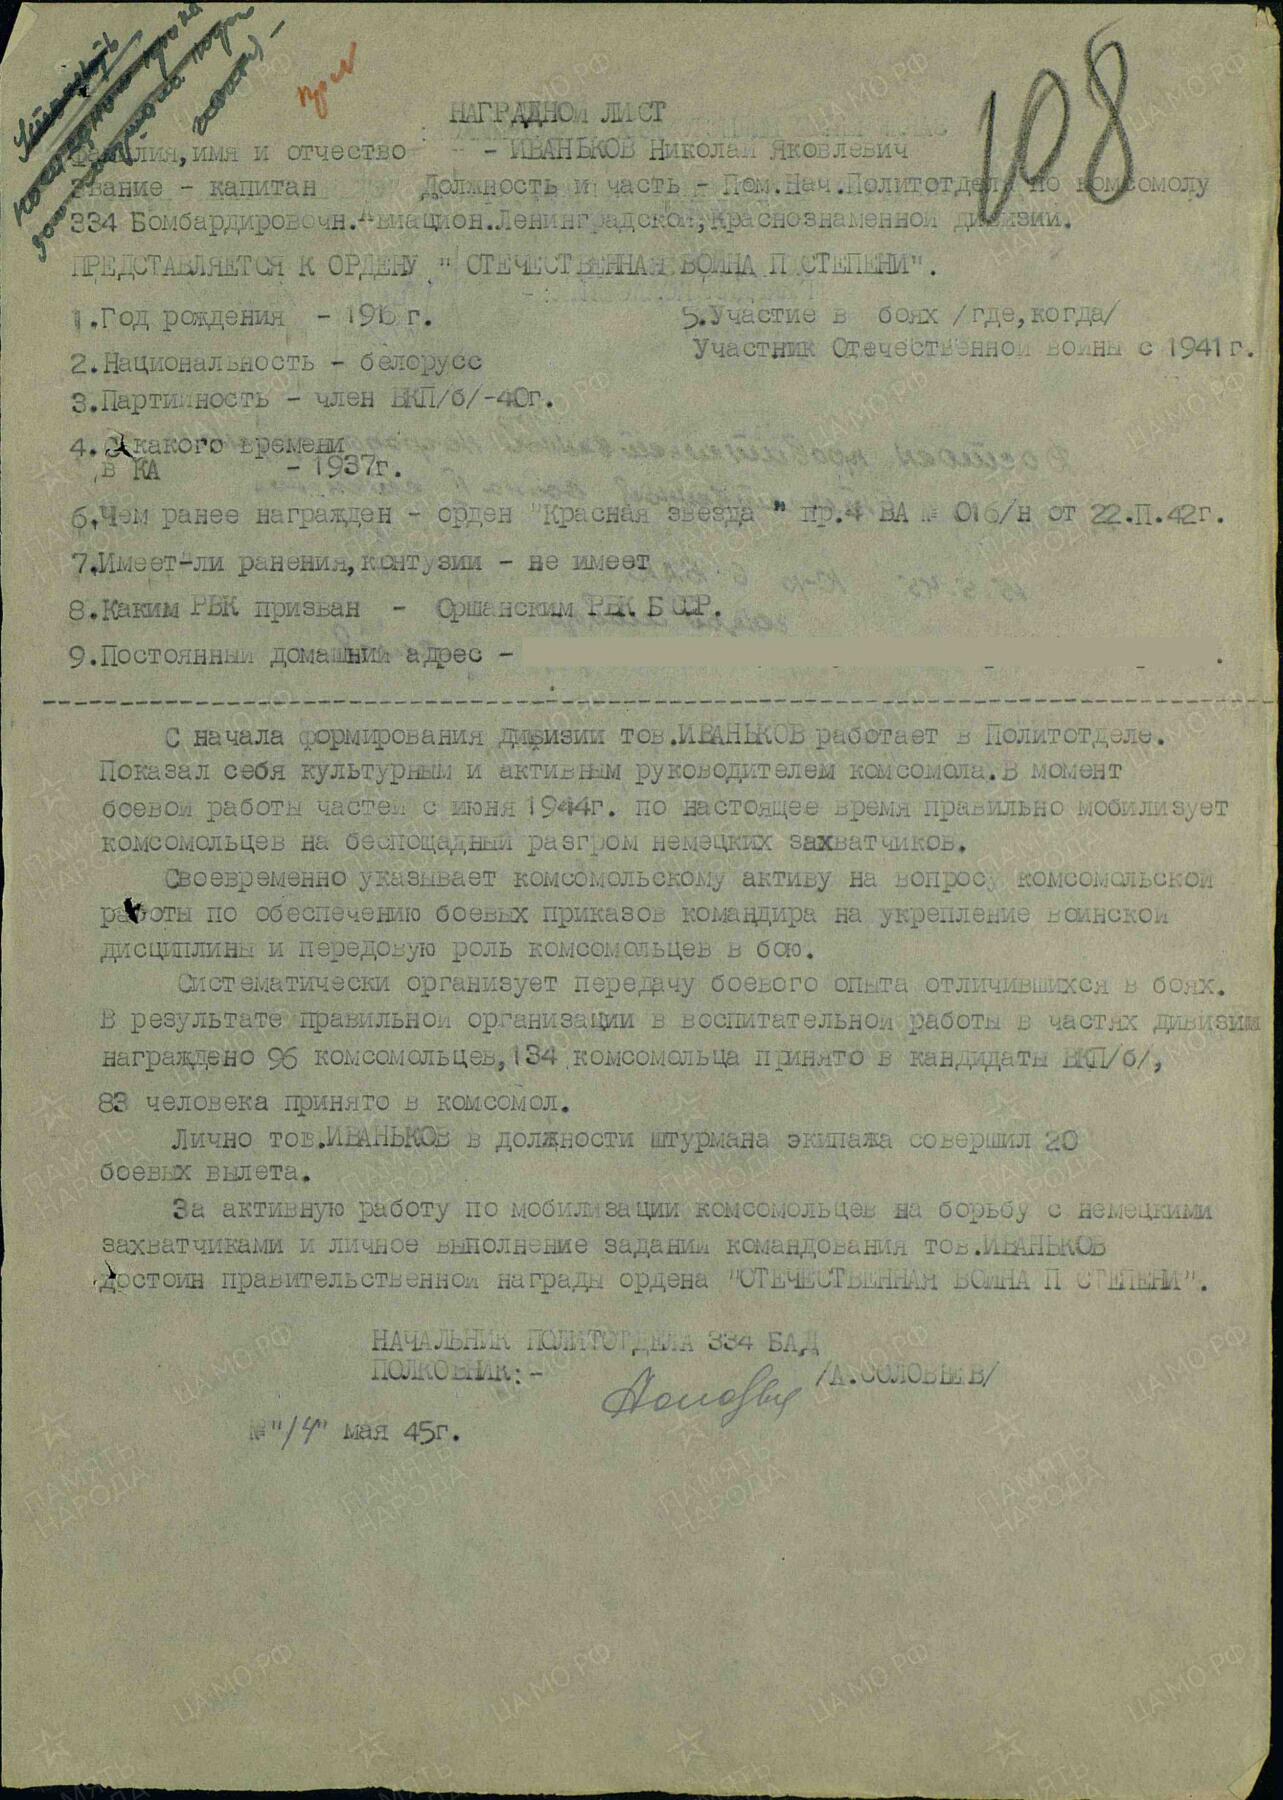 108
НАГРАДНОЙ ЛИСТ
Фамилия, имя и отчество - ИВАНЬКОВ Николай Яковлевич
Звание - капитан Должность и часть - Пом.Нач.Политотдела по комсомолу
334 Бомбардировочн.Авиацион.Ленинградской, Краснознаменной дивизии.
ПРЕДСТАВЛЯЕТСЯ К ОРДЕНУ "ОТЕЧЕСТВЕННАЯ ВОЙНА П СТЕПЕНИ".
1.Год рождения - г.
5.Участие в боях /где,когда/
Участник Отечественной войны с 1941г.
2.Национальность - белорусс
3.Партийность - член ВКП/б/-40г.
4.С какого времени
в КА - 1937г.
6.Чем ранее награжден - орден "Красная звезда" пр.4 ВА № 016/н от 22.П.42г.
7.Имеет-ли ранения,контузии - не имеет
8.Каким РВК призван - Оршанским РВК БССР.
9.Постоянный домашний адрес -
С начала формирования дивизии тов.ИВАНЬКОВ работает в Политотделе.
Показал себя культурным и активным руководителем комсомола.В момент
боевой работы частей с июня 1944г. по настоящее время правильно мобилизует
комсомольцев на беспощадный разгром немецких захватчиков.
Своевременно указывает комсомольскому активу на вопросу комсомольской
работы по обеспечению боевых приказов командира на укрепление воинской
дисциплины и передовую роль комсомольцев в бою.
Систематически организует передачу боевого опыта отличившихся в боях.
В результате правильной организации в воспитательной работы в частях дивизии
награждено 96 комсомольцев,134 комсомольца принято в кандидаты ВКП/б/,
83 человека принято в комсомол.
Лично тов.ИВАНЬКОВ в должности штурмана экипажа совершил 20
боевых вылета.
За активную работу по мобилизации комсомольцев на борьбу с немецкими
захватчиками и личное выполнение заданий командования тов.ИВАНЬКОВ
достоин правительственной награды ордена "ОТЕЧЕСТВЕННАЯ ВОЙНА П СТЕПЕНИ".
НАЧАЛЬНИК ПОЛИТОТДЕЛА 334 БАД
ПОЛКОВНИК:- /А.СОЛОВЬЕВ/
№"14" мая 45г.